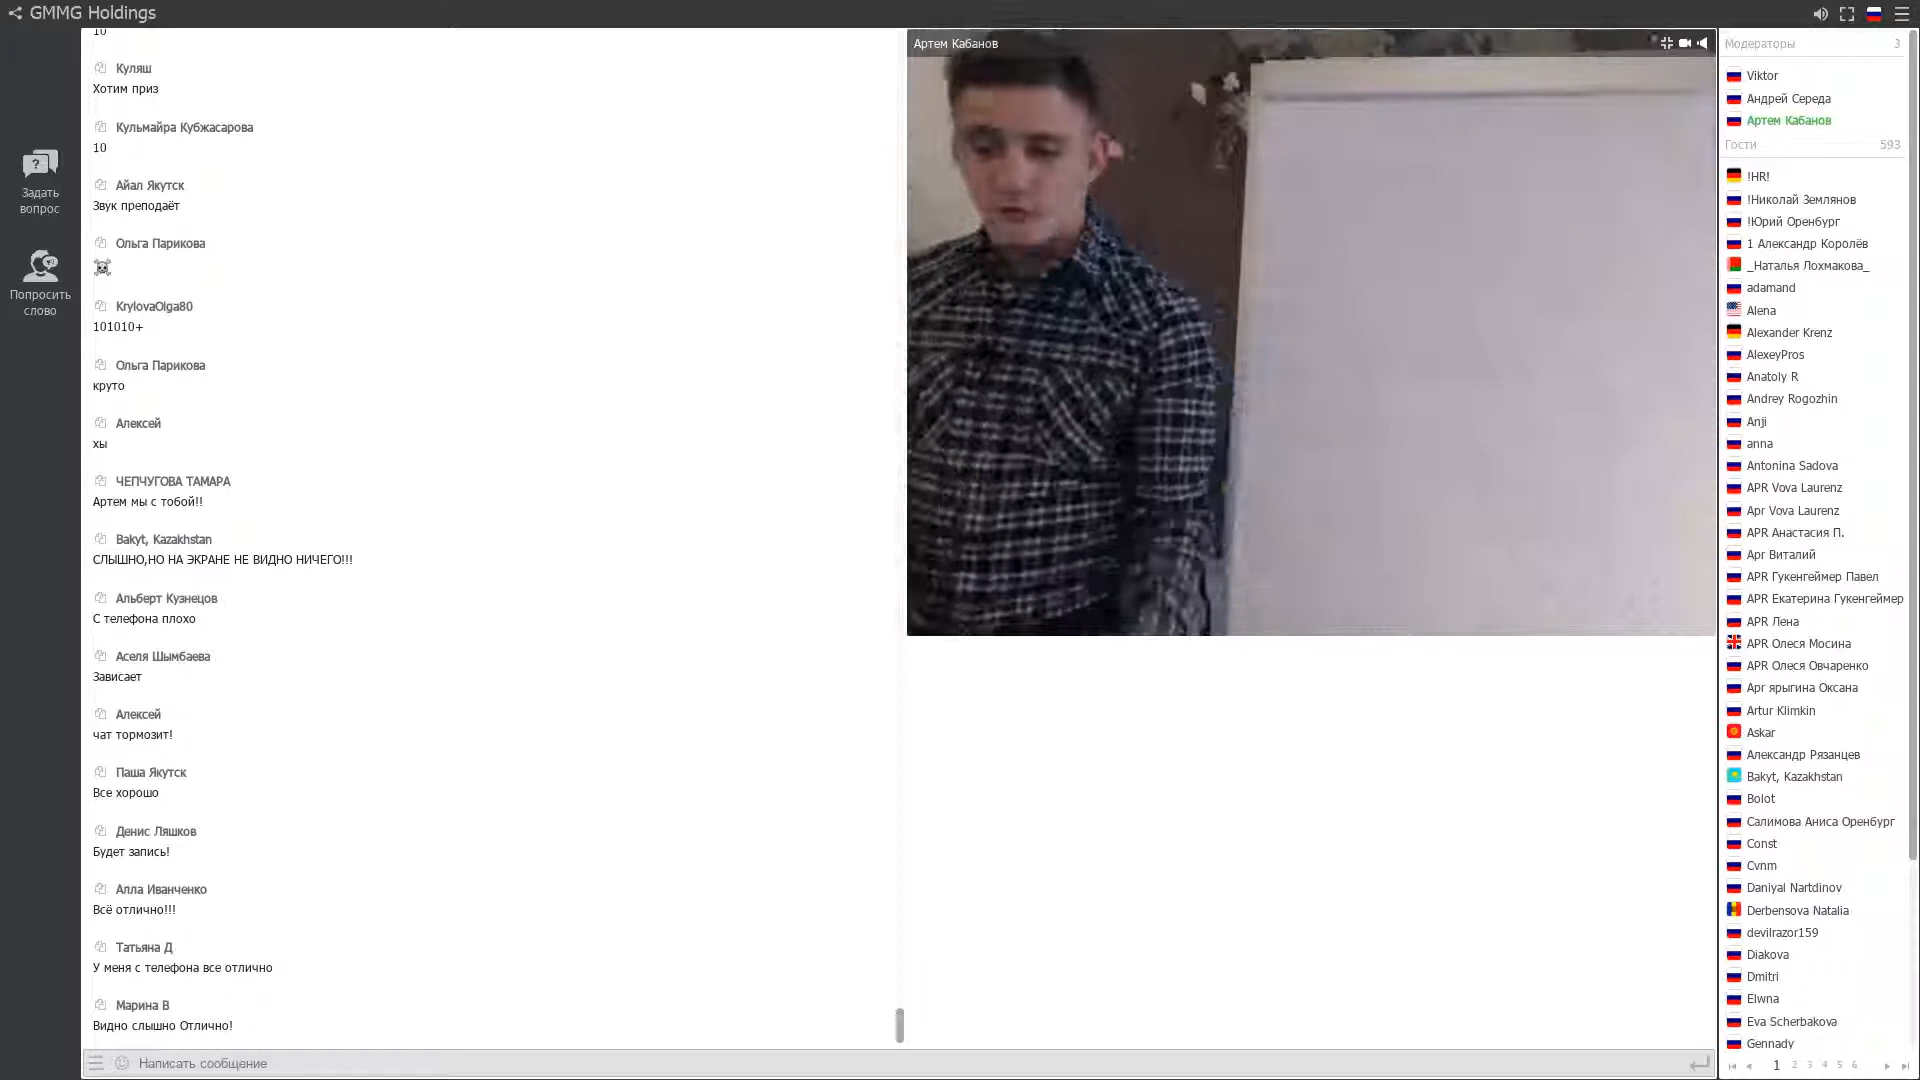 GMMG Holdings
Задать
вопрос
Попросить
слово
10
Куляш
Хотим приз
Кульмайра Кубжасарова
10
Айал Якутск
Звук преподаёт
Ольга Парикова
KrylovaOlga80
101010+
Ольга Парикова
круто
Алексей
хы
ЧЕПЧУГОВА ТАМАРА
Артем мы с тобой!!
Bakyt, Kazakhstan
СЛЫШНО,НО НА ЭКРАНЕ НЕ ВИДНО НИЧЕГО!!!
Альберт Кузнецов
С телефона плохо
Аселя Шымбаева
Зависает
Алексей
чат тормозит!
Паша Якутск
Все хорошо
Денис Ляшков
Будет запись!
Алла Иванченко
Всё отлично!!!
Татьяна Д
У меня с телефона все отлично
Марина В
Видно слышно Отлично!
Написать сообщение
Артем Кабанов
Модераторы 3
Viktor
Андрей Середа
Артем Кабанов
Гости 593
!HR!
!Николай Землянов
!Юрий Оренбург
1 Александр Королёв
_Наталья Лохмакова_
adamand
Alena
Alexander Krenz
AlexeyPros
Anatoly R
Andrey Rogozhin
Anji
anna
Antonina Sadova
APR Vova Laurenz
Apr Vova Laurenz
APR Анастасия П.
Apr Виталий
APR Гукенгеймер Павел
APR Екатерина Гукенгеймер
APR Лена
APR Олеся Мосина
APR Олеся Овчаренко
Apr ярыгина Оксана
Artur Klimkin
Askar
Александр Рязанцев
Bakyt, Kazakhstan
Bolot
Cалимова Аниса Оренбург
Const
Cvnm
Daniyal Nartdinov
Derbensova Natalia
devilrazor159
Diakova
Dmitri
Elwna
Eva Scherbakova
Gennady
1 2 3 4 5 6